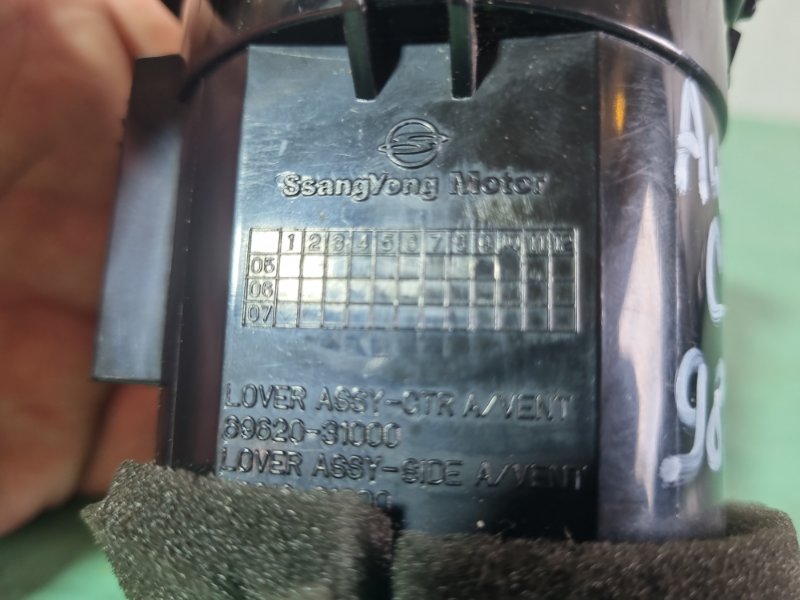 SsangYong Motor
1 2 3 4 5 6 7 8 9 10 11 12
05
06
07
LOVER ASSY-CTR A/VENT
69620-31000
LOVER ASSY-SIDE A/VENT